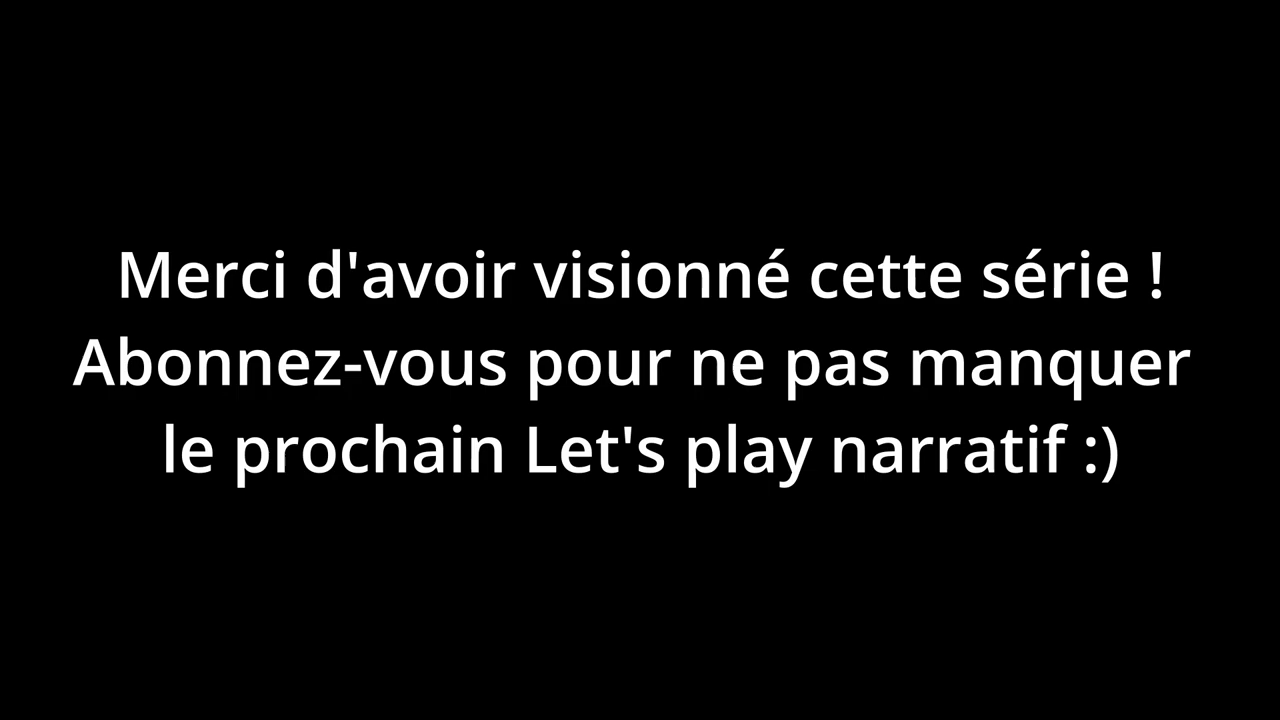 Merci d'avoir visionné cette série !
Abonnez-vous pour ne pas manquer
le prochain Let's play narratif :)